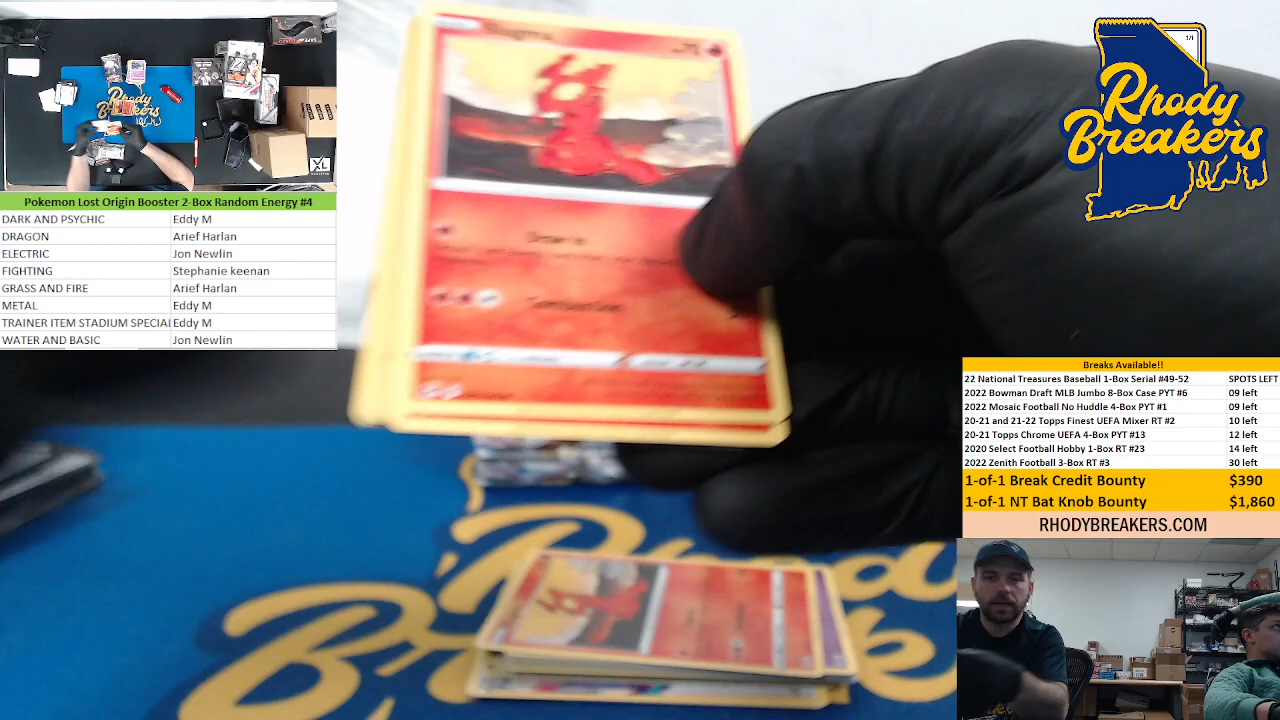 Pokemon Lost Origin Booster 2-Box Random Energy #4
DARK AND PSYCHIC Eddy M
DRAGON Arief Harlan
ELECTRIC Jon Newlin
FIGHTING Stephanie keenan
GRASS AND FIRE Arief Harlan
METAL Eddy M
TRAINER ITEM STADIUM SPECIAL Eddy M
WATER AND BASIC Jon Newlin
Rhody
Breakers
XL
1/1
Rhody
Breakers
Breaks Available!!
22 National Treasures Baseball 1-Box Serial #49-52 SPOTS LEFT
2022 Bowman Draft MLB Jumbo 8-Box Case PYT #6 09 left
2022 Mosaic Football No Huddle 4-Box PYT #1 09 left
20-21 and 21-22 Topps Finest UEFA Mixer RT #2 10 left
20-21 Topps Chrome UEFA 4-Box PYT #13 12 left
2020 Select Football Hobby 1-Box RT #23 14 left
2022 Zenith Football 3-Box RT #3 30 left
1-of-1 Break Credit Bounty $390
1-of-1 NT Bat Knob Bounty $1,860
RHODYBREAKERS.COM